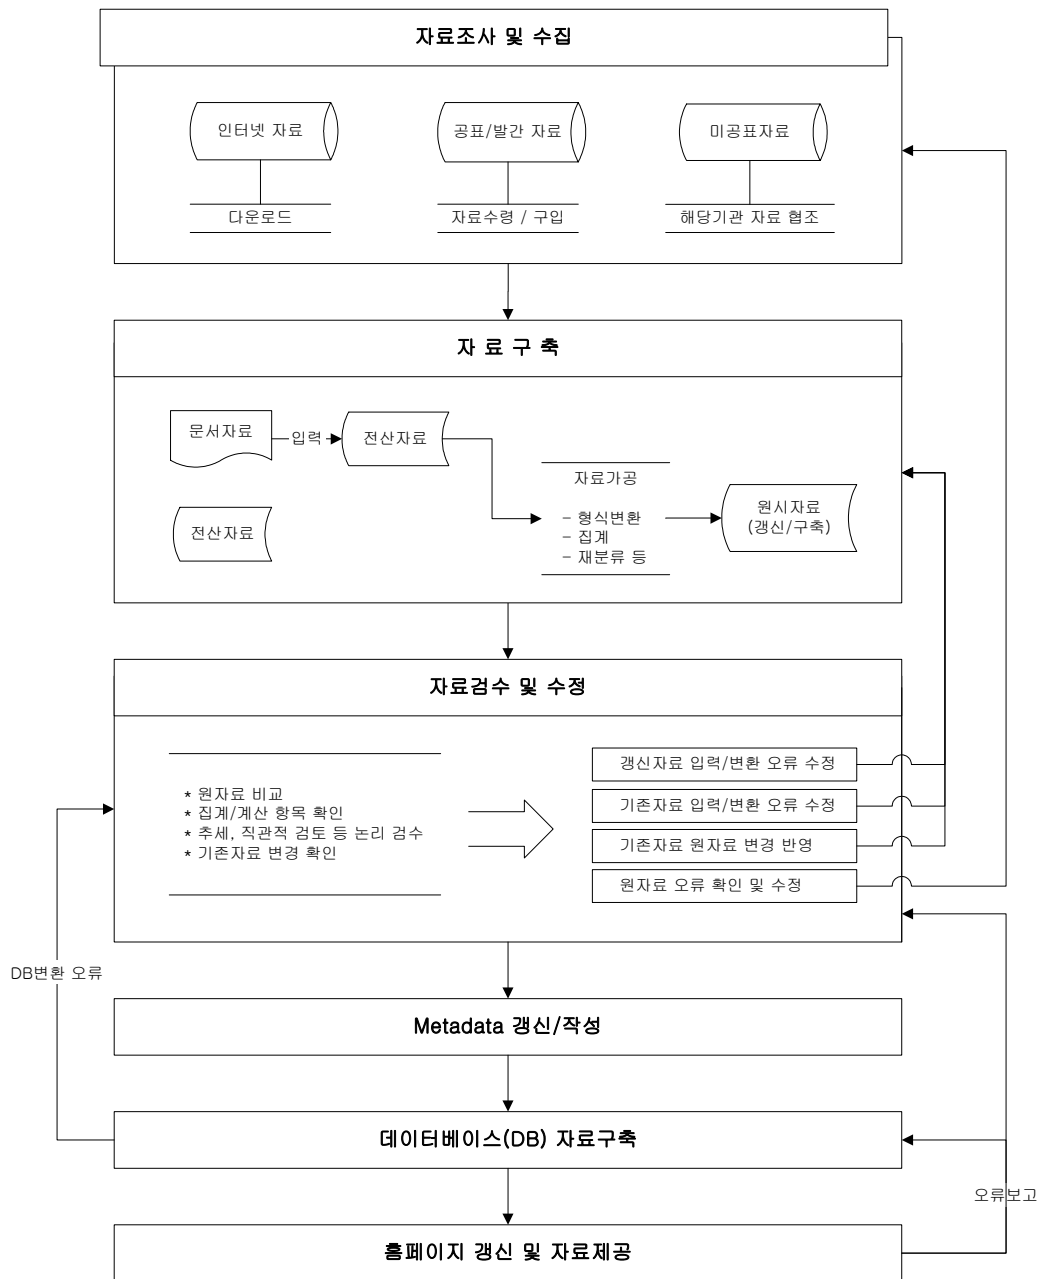 자료조사 및 수집
인터넷 자료
공표/발간 자료
미공표자료
다운로드
자료수령 / 구입
해당기관 자료 협조
자 료 구 축
문서자료
입력
전산자료
전산자료
자료가공
- 형식변환
- 집계
- 재분류 등
원시자료
(갱신/구축)
자료검수 및 수정
* 원자료 비교
* 집계/계산 항목 확인
* 추세, 직관적 검토 등 논리 검수
* 기존자료 변경 확인
갱신자료 입력/변환 오류 수정
기존자료 입력/변환 오류 수정
기존자료 원자료 변경 반영
원자료 오류 확인 및 수정
DB변환 오류
Metadata 갱신/작성
데이터베이스(DB) 자료구축
오류보고
홈페이지 갱신 및 자료제공